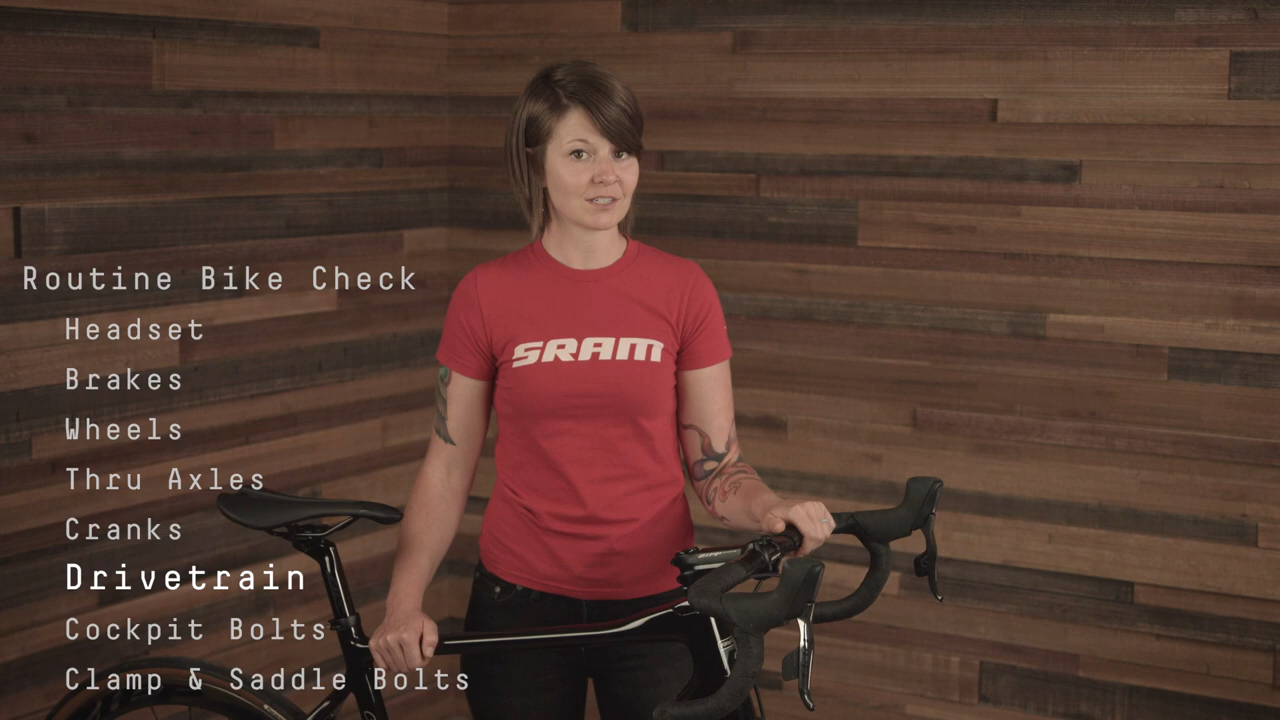 Routine Bike Check
Headset
Brakes
Wheels
Thru Axles
Cranks
Drivetrain
Cockpit Bolts
Clamp & Saddle Bolts
SRAM